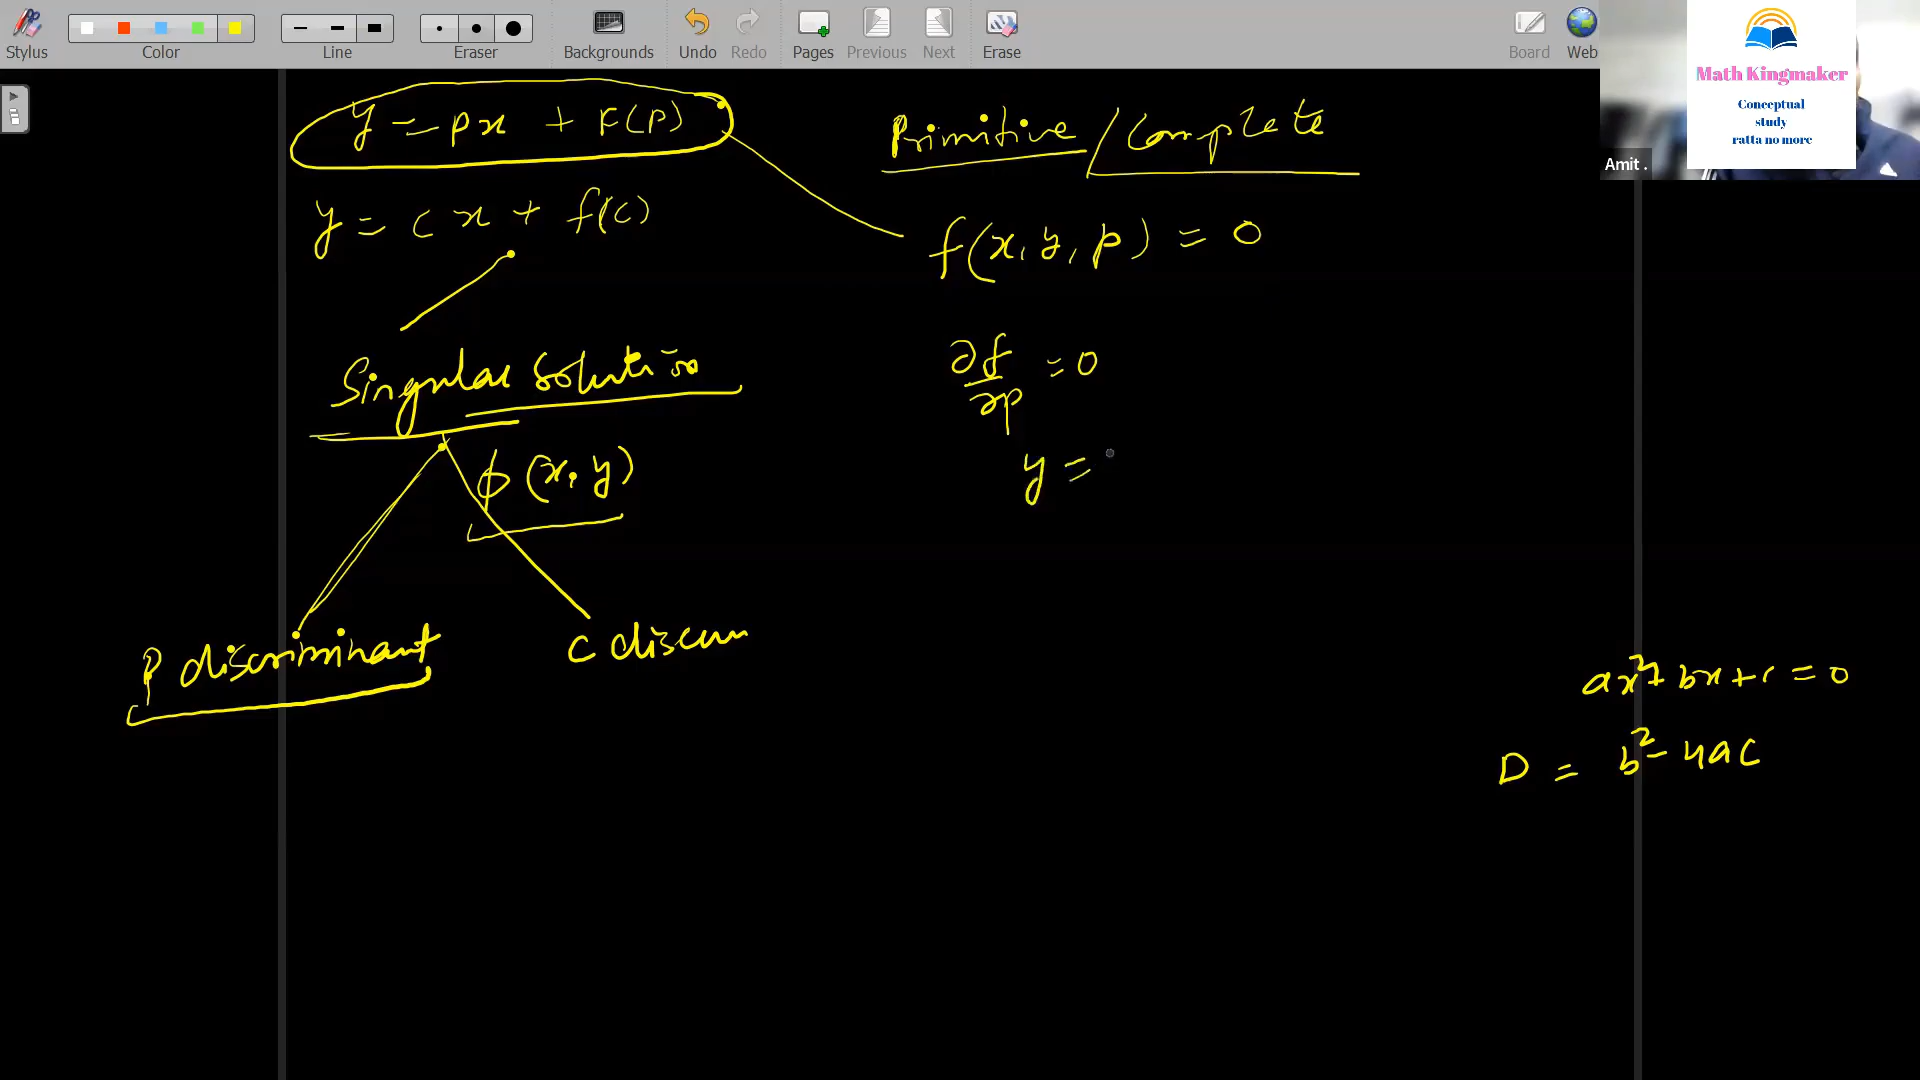 Stylus Color Line Eraser Backgrounds Undo Redo Pages Previous Next Erase Board Web
Math Kingmaker
Conceptual
study
ratta no more
Amit .
y = px + F(P)
y = cx + f(c)
Singular Solution
ϕ (x, y)
P discriminant
C discum
Primitive / Complete
f(x, y, p) = 0
∂f/∂p = 0
y =
ax² + bx + c = 0
D = b² - 4ac